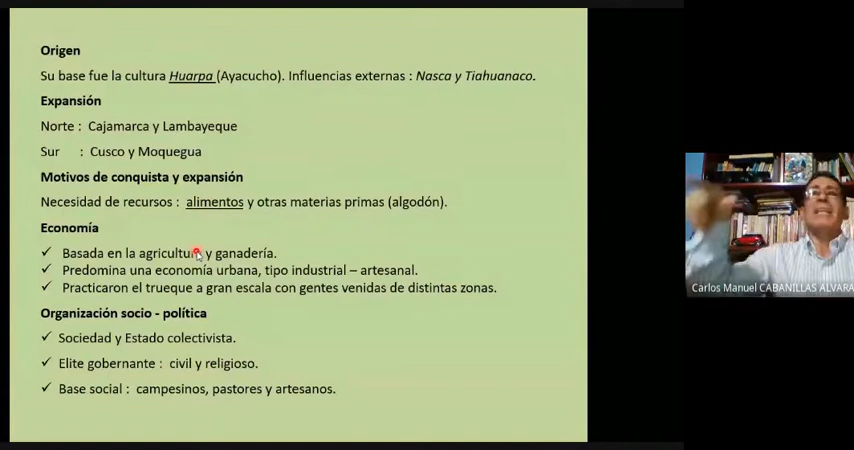 Origen
Su base fue la cultura Huarpa (Ayacucho). Influencias externas : Nasca y Tiahuanaco.
Expansión
Norte : Cajamarca y Lambayeque
Sur : Cusco y Moquegua
Motivos de conquista y expansión
Necesidad de recursos : alimentos y otras materias primas (algodón).
Economía
✓ Basada en la agricultura y ganadería.
✓ Predomina una economía urbana, tipo industrial – artesanal.
✓ Practicaron el trueque a gran escala con gentes venidas de distintas zonas.
Organización socio - política
✓ Sociedad y Estado colectivista.
✓ Elite gobernante : civil y religioso.
✓ Base social : campesinos, pastores y artesanos.
Carlos Manuel CABANILLAS ALVARA